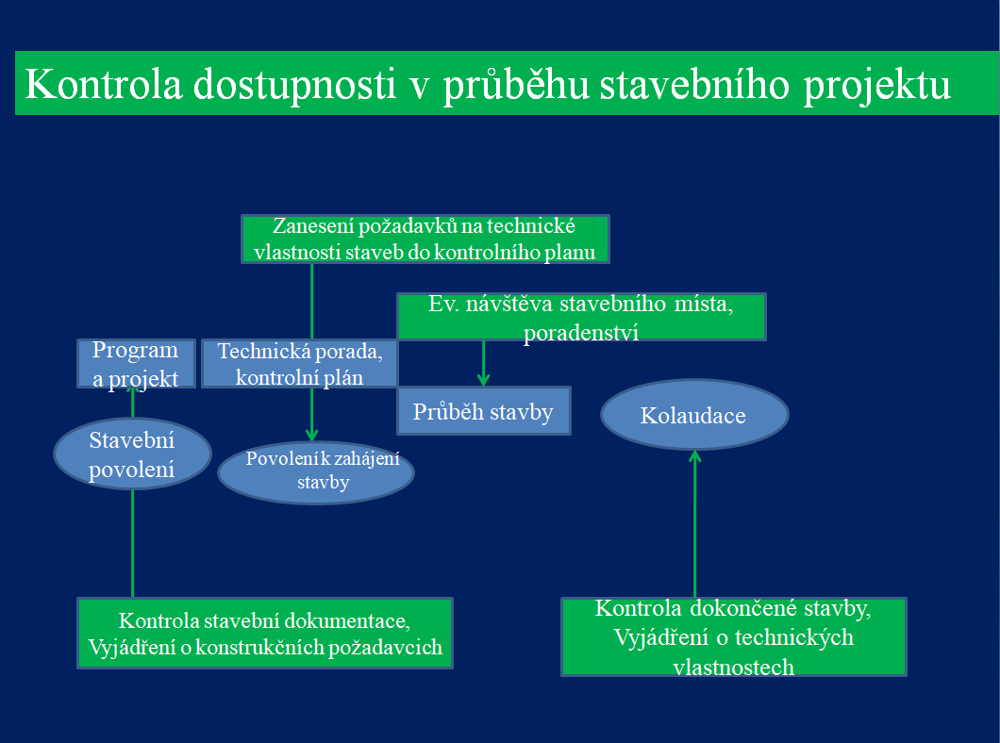 Kontrola dostupnosti v průběhu stavebního projektu
Zanesení požadavků na technické
vlastnosti staveb do kontrolního planu
Ev. návštěva stavebního místa,
poradenství
Program
a projekt
Technická porada,
kontrolní plán
Průběh stavby
Kolaudace
Stavební
povolení
Povolení k zahájení
stavby
Kontrola stavební dokumentace,
Vyjádření o konstrukčních požadavcich
Kontrola dokončené stavby,
Vyjádření o technických
vlastnostech